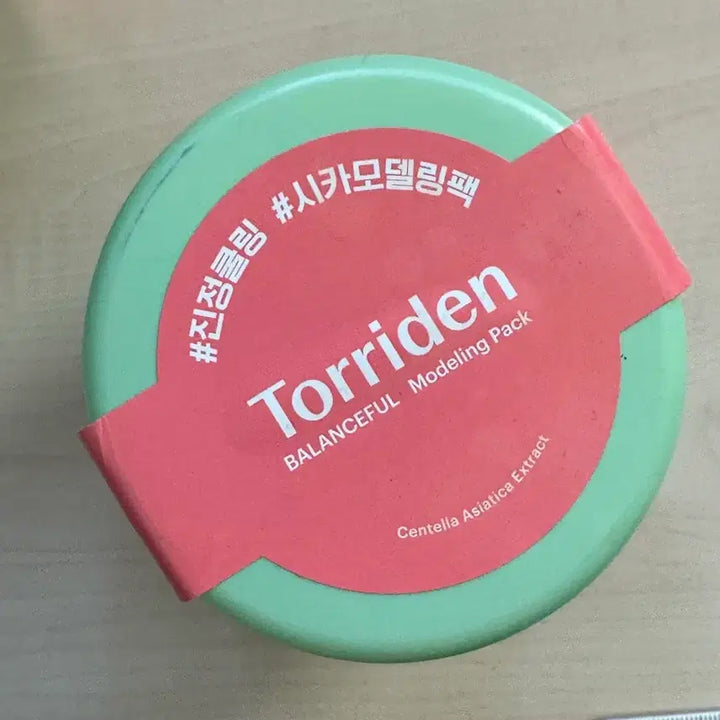 #진정쿨링 #시카모델링팩
Torriden
BALANCEFUL Modeling Pack
Centella Asiatica Extract